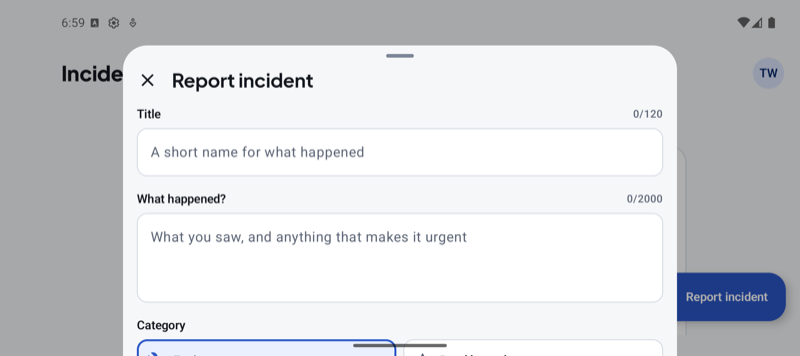 6:59
Incide
TW
Report incident
Title
0/120
A short name for what happened
What happened?
0/2000
What you saw, and anything that makes it urgent
Report incident
Category